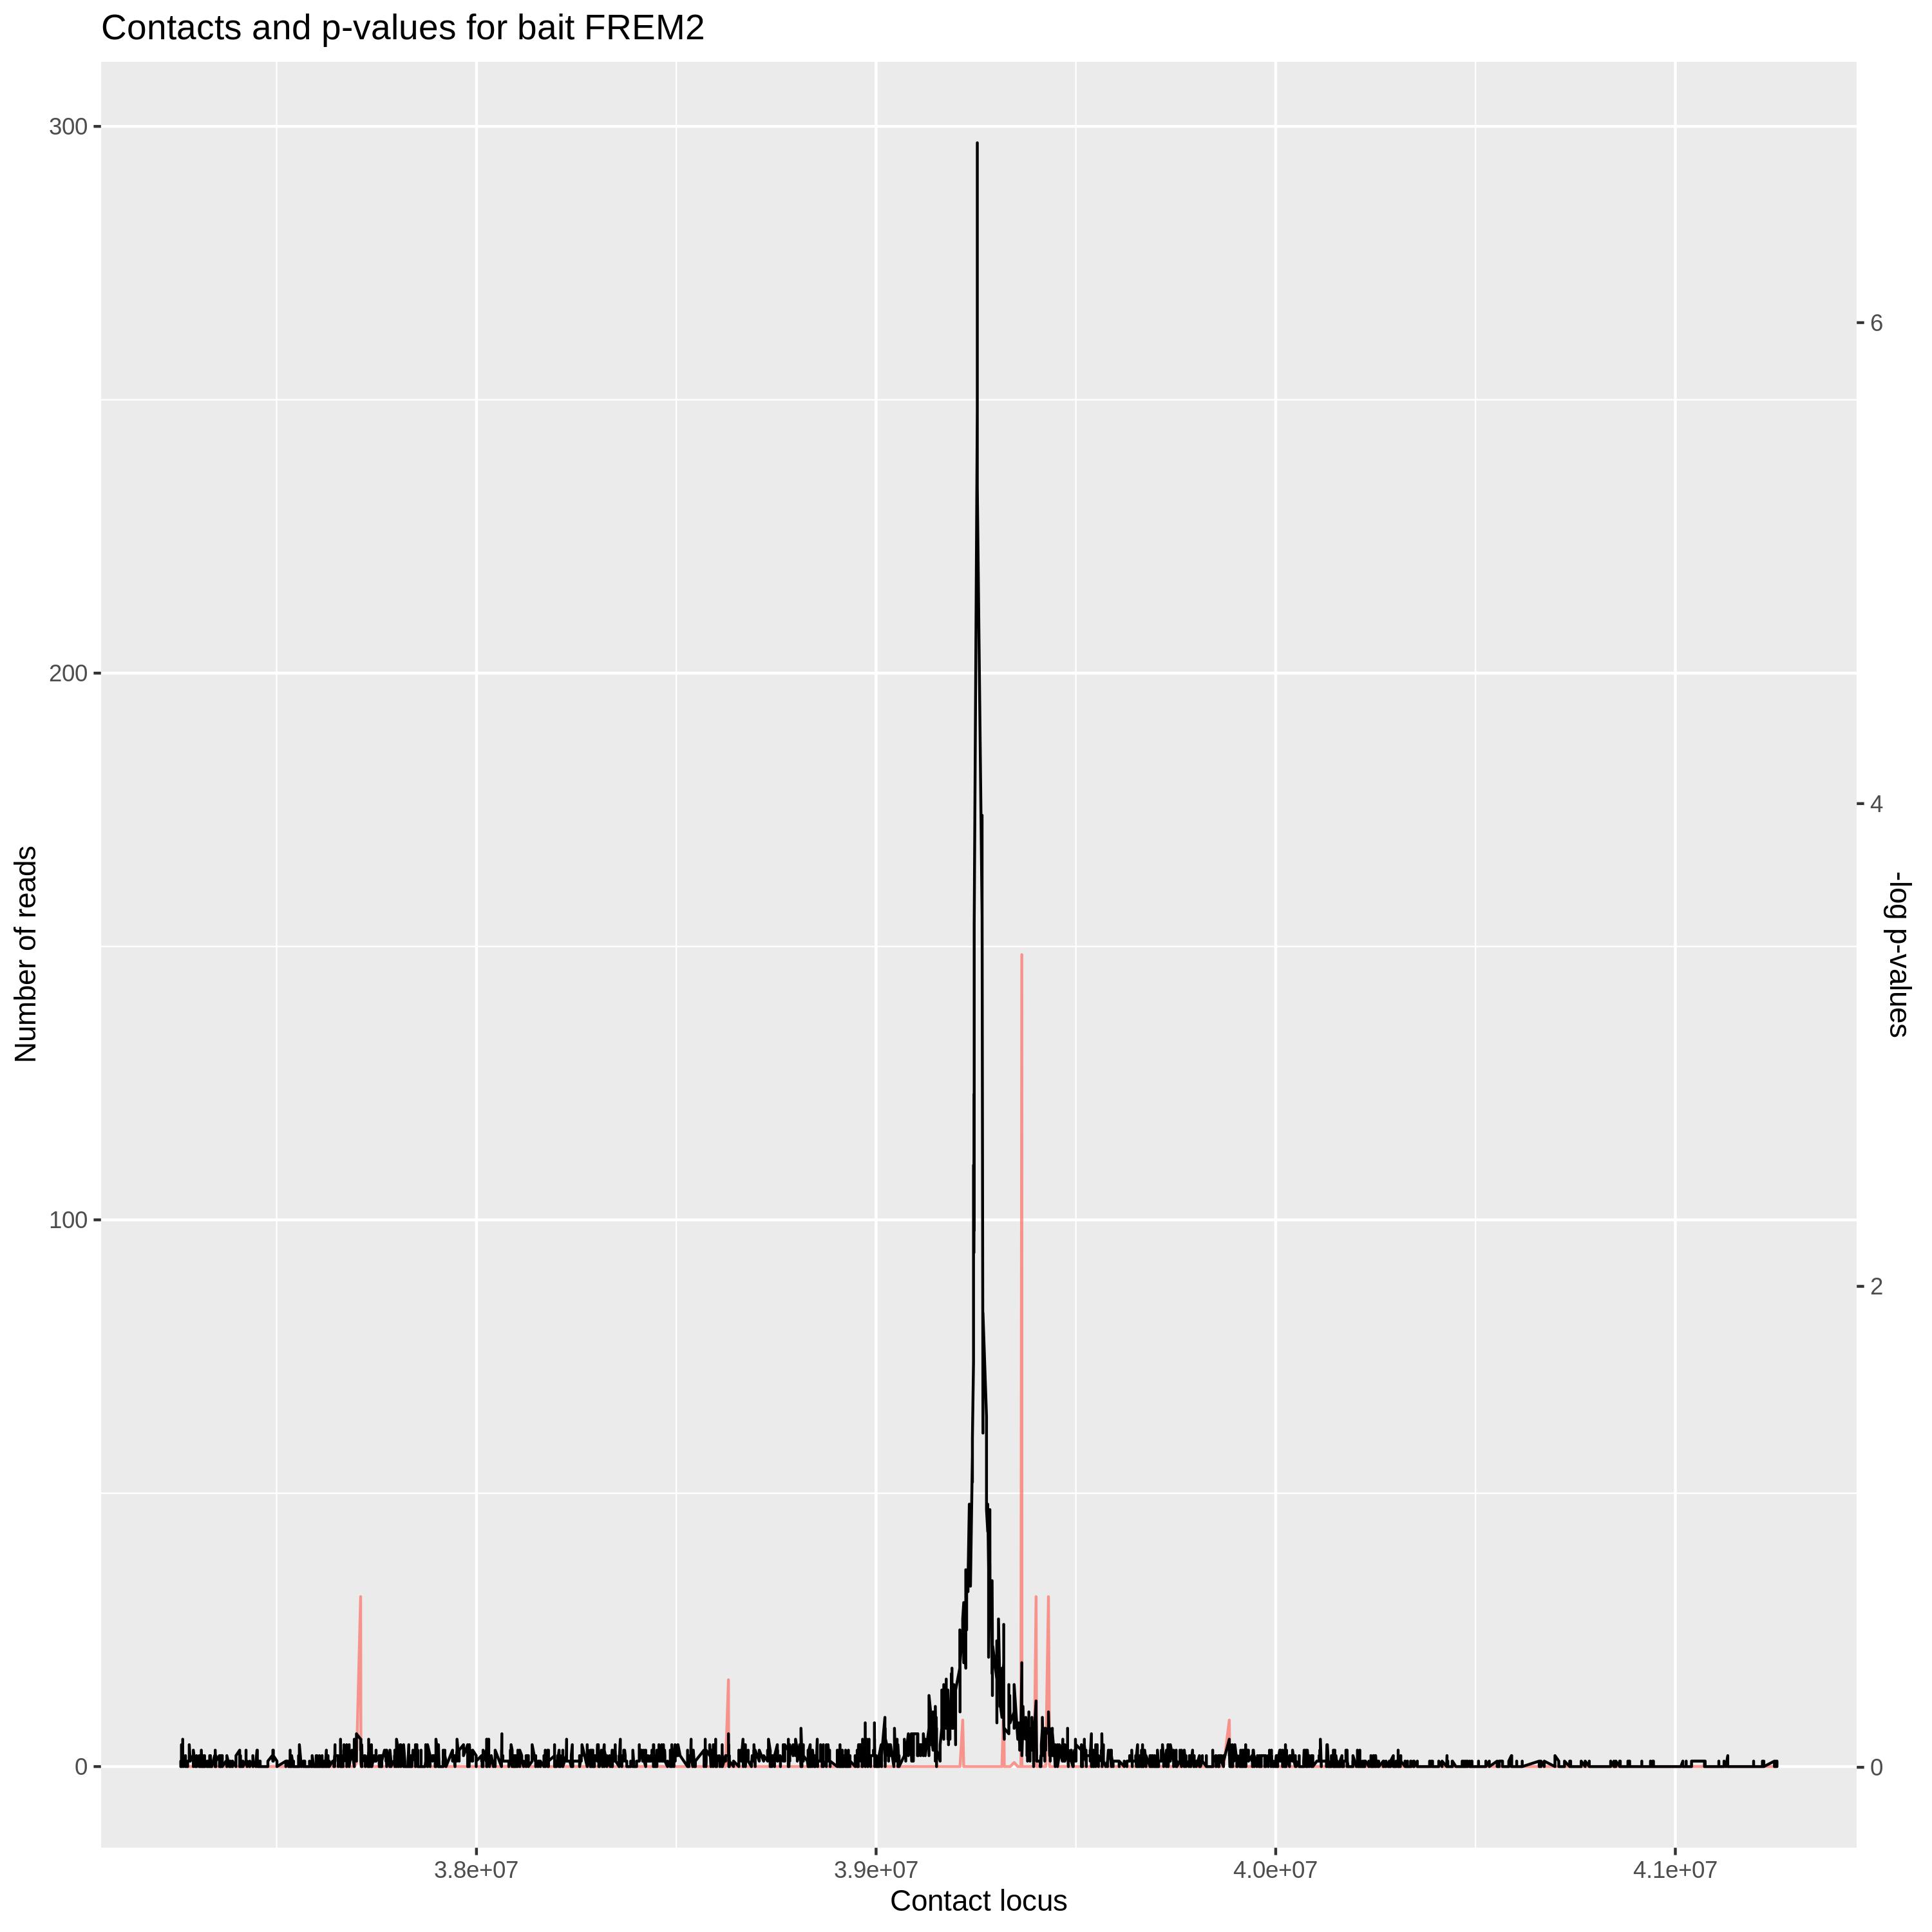 Contacts and p-values for bait FREM2
300
200
100
0
Number of reads
6
4
2
0
-log p-values
3.8e+07
3.9e+07
4.0e+07
4.1e+07
Contact locus